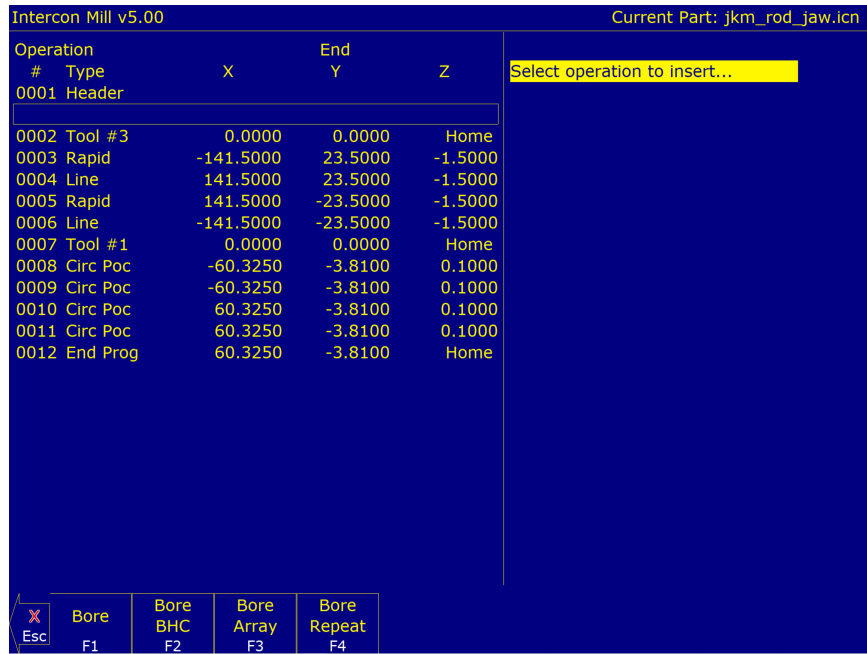 Intercon Mill v5.00 Current Part: jkm_rod_jaw.icn
Operation End
# Type X Y Z
Select operation to insert...
0001 Header
0002 Tool #3 0.0000 0.0000 Home
0003 Rapid -141.5000 23.5000 -1.5000
0004 Line 141.5000 23.5000 -1.5000
0005 Rapid 141.5000 -23.5000 -1.5000
0006 Line -141.5000 -23.5000 -1.5000
0007 Tool #1 0.0000 0.0000 Home
0008 Circ Poc -60.3250 -3.8100 0.1000
0009 Circ Poc -60.3250 -3.8100 0.1000
0010 Circ Poc 60.3250 -3.8100 0.1000
0011 Circ Poc 60.3250 -3.8100 0.1000
0012 End Prog 60.3250 -3.8100 Home
X
Esc
Bore
F1
Bore
BHC
F2
Bore
Array
F3
Bore
Repeat
F4